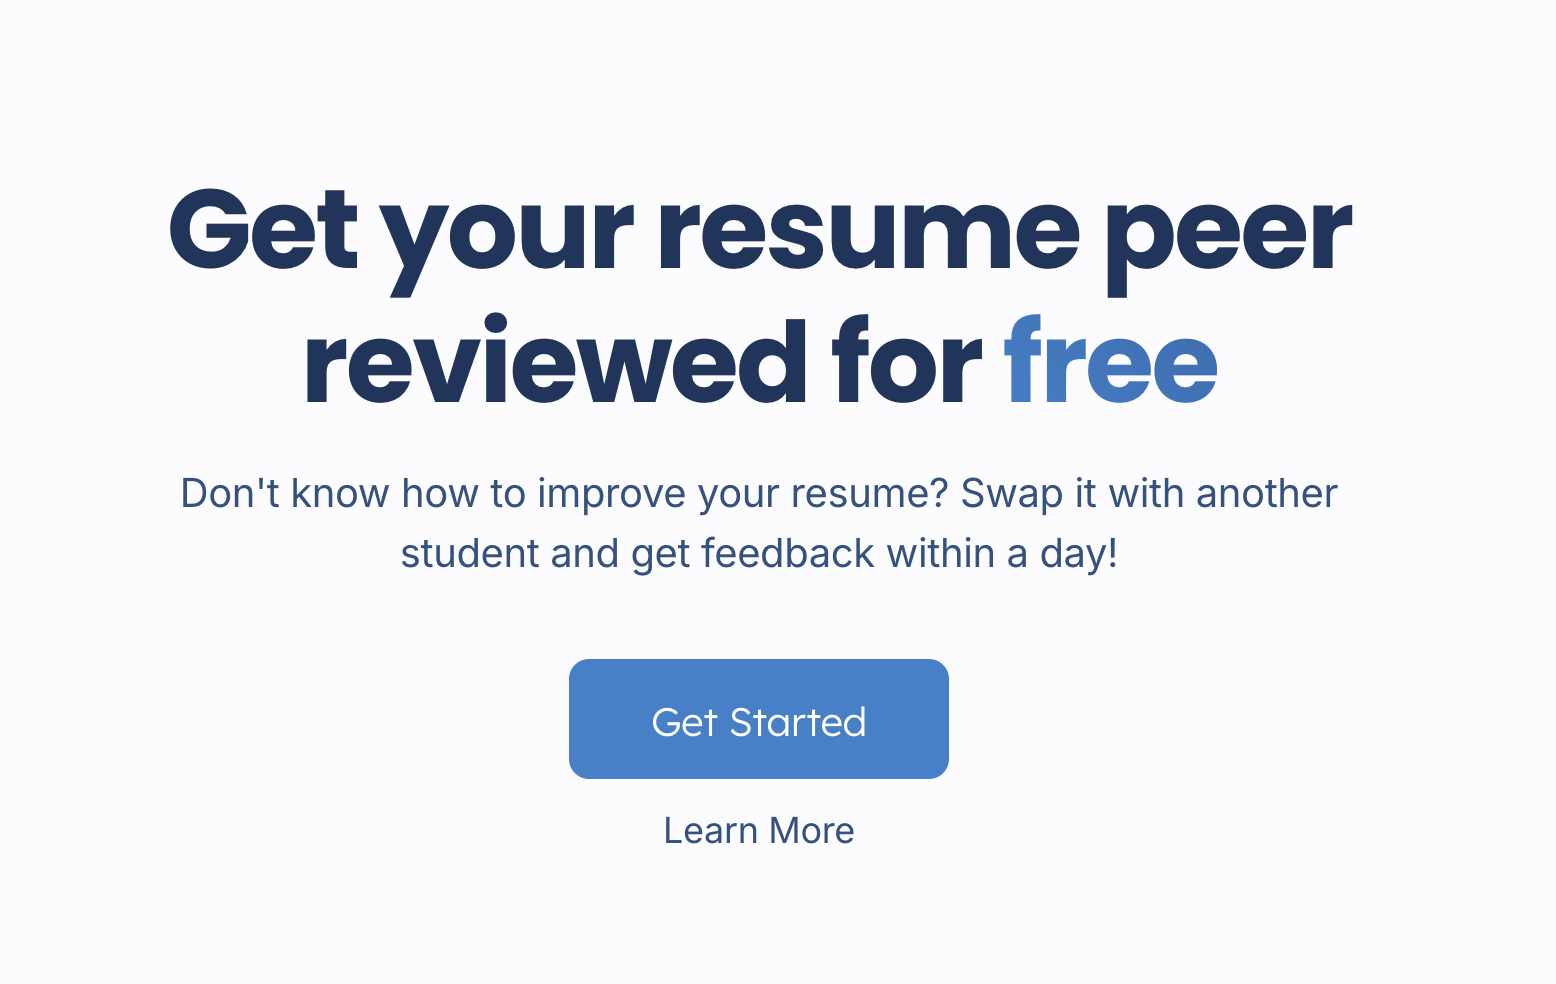 Get your resume peer
reviewed for free
Don't know how to improve your resume? Swap it with another
student and get feedback within a day!
Get Started
Learn More